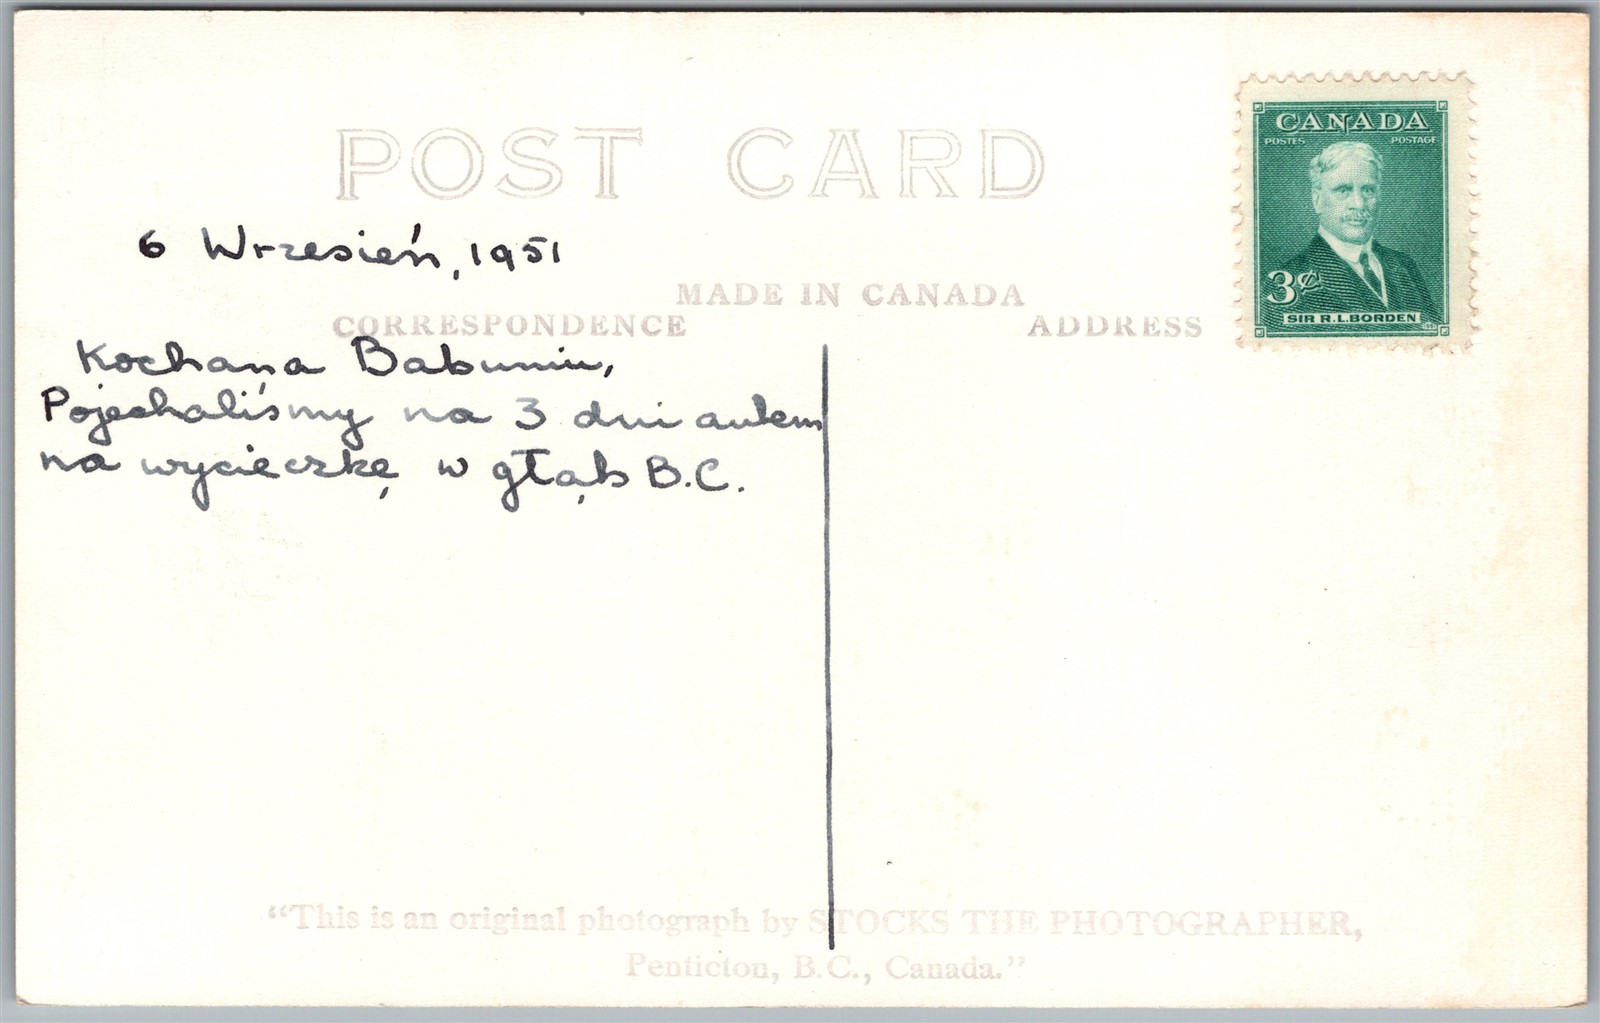 POST CARD
CANADA
POSTES POSTAGE
3¢
SIR R.L.BORDEN
6 Wrzesień, 1951
MADE IN CANADA
CORRESPONDENCE
ADDRESS
Kochana Babuniu,
Pojechaliśmy na 3 dni autem
na wycieczkę w głąb B.C.
"This is an original photograph by STOCKS THE PHOTOGRAPHER,
Penticton, B.C., Canada."